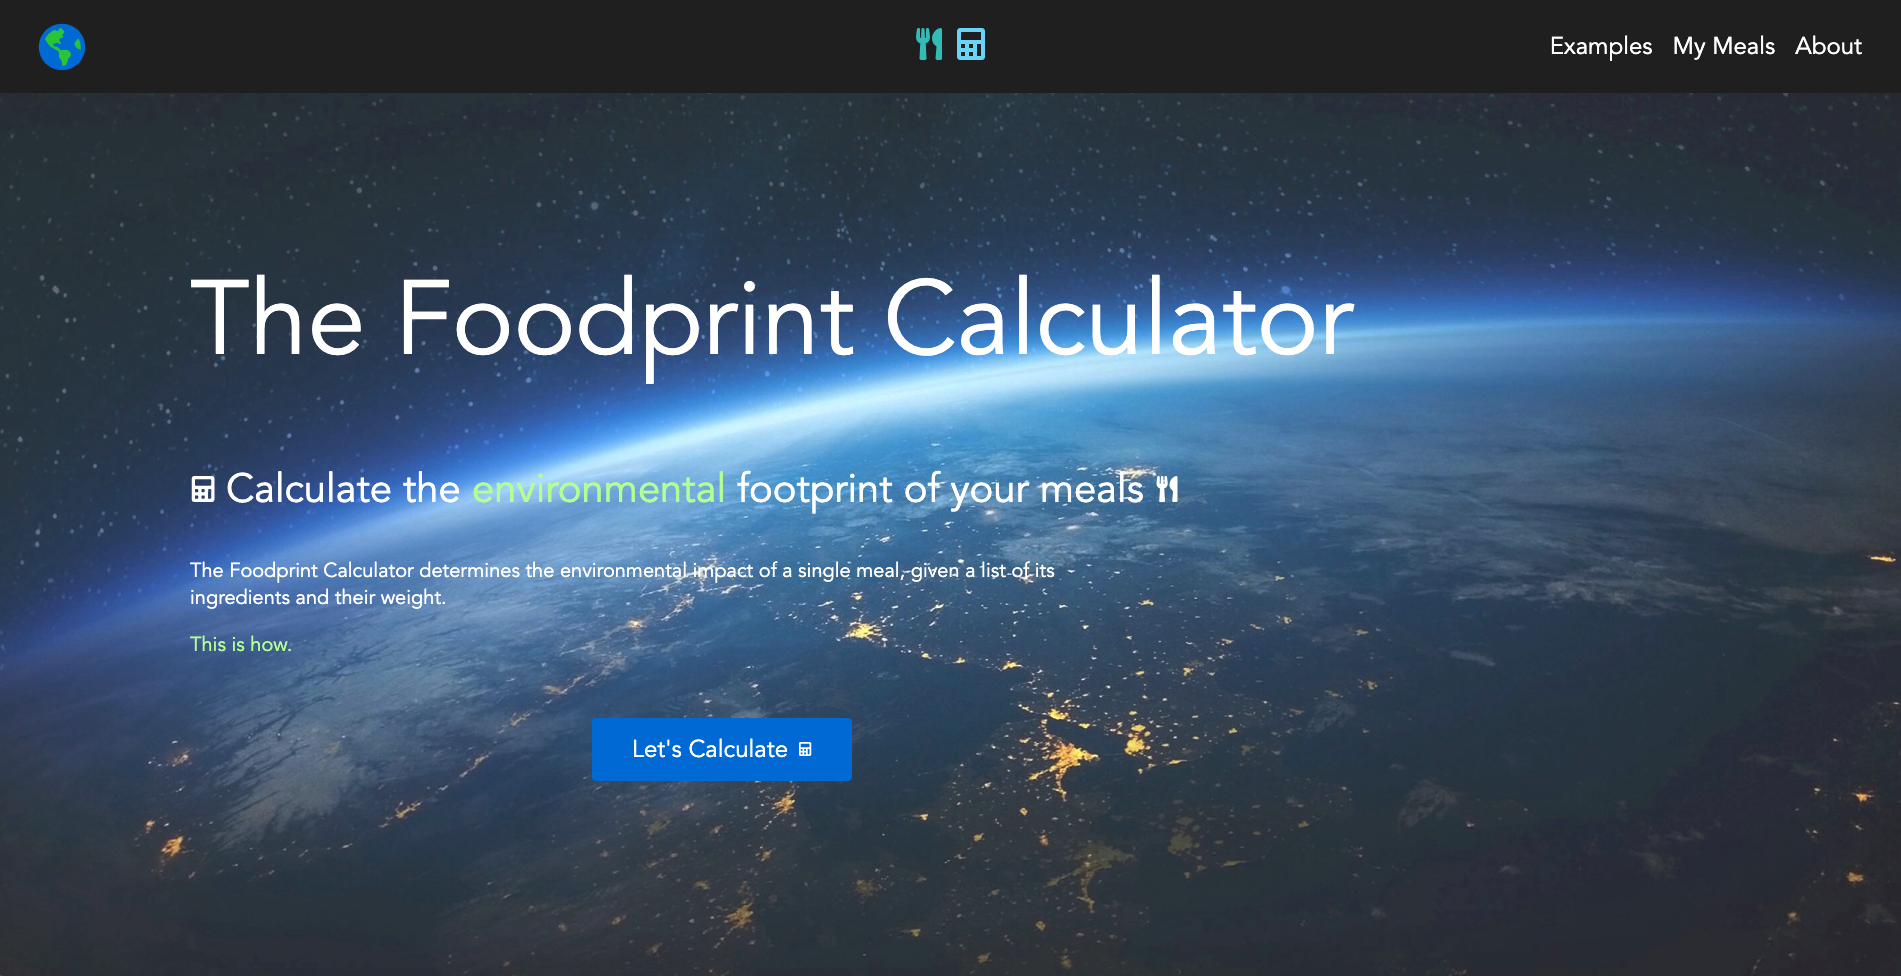 Examples My Meals About
The Foodprint Calculator
Calculate the environmental footprint of your meals
The Foodprint Calculator determines the environmental impact of a single meal, given a list of its
ingredients and their weight.
This is how.
Let's Calculate